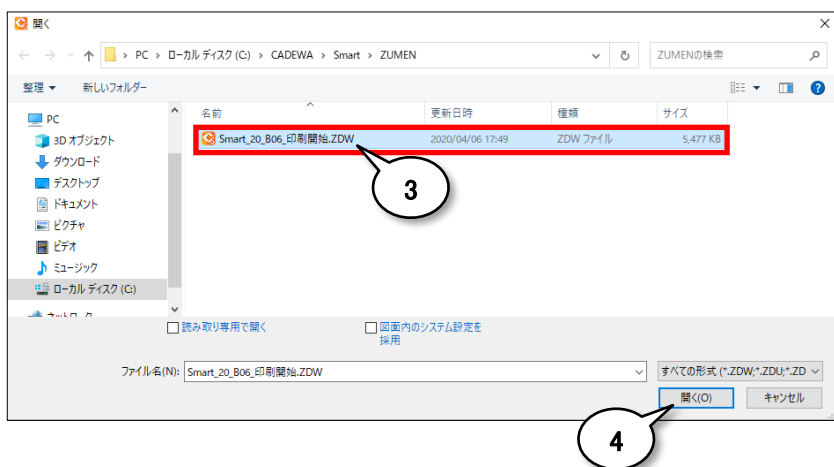 開く
PC > ローカル ディスク (C:) > CADEWA > Smart > ZUMEN
ZUMENの検索
整理 新しいフォルダー
名前 更新日時 種類 サイズ
Smart_20_B06_印刷開始.ZDW 2020/04/06 17:49 ZDW ファイル 5,477 KB
PC
3D オブジェクト
ダウンロード
デスクトップ
ドキュメント
ピクチャ
ビデオ
ミュージック
ローカル ディスク (C:)
3
読み取り専用で開く
図面内のシステム設定を
採用
ファイル名(N): Smart_20_B06_印刷開始.ZDW
すべての形式 (*.ZDW;*.ZDU;*.ZD
開く(O) キャンセル
4